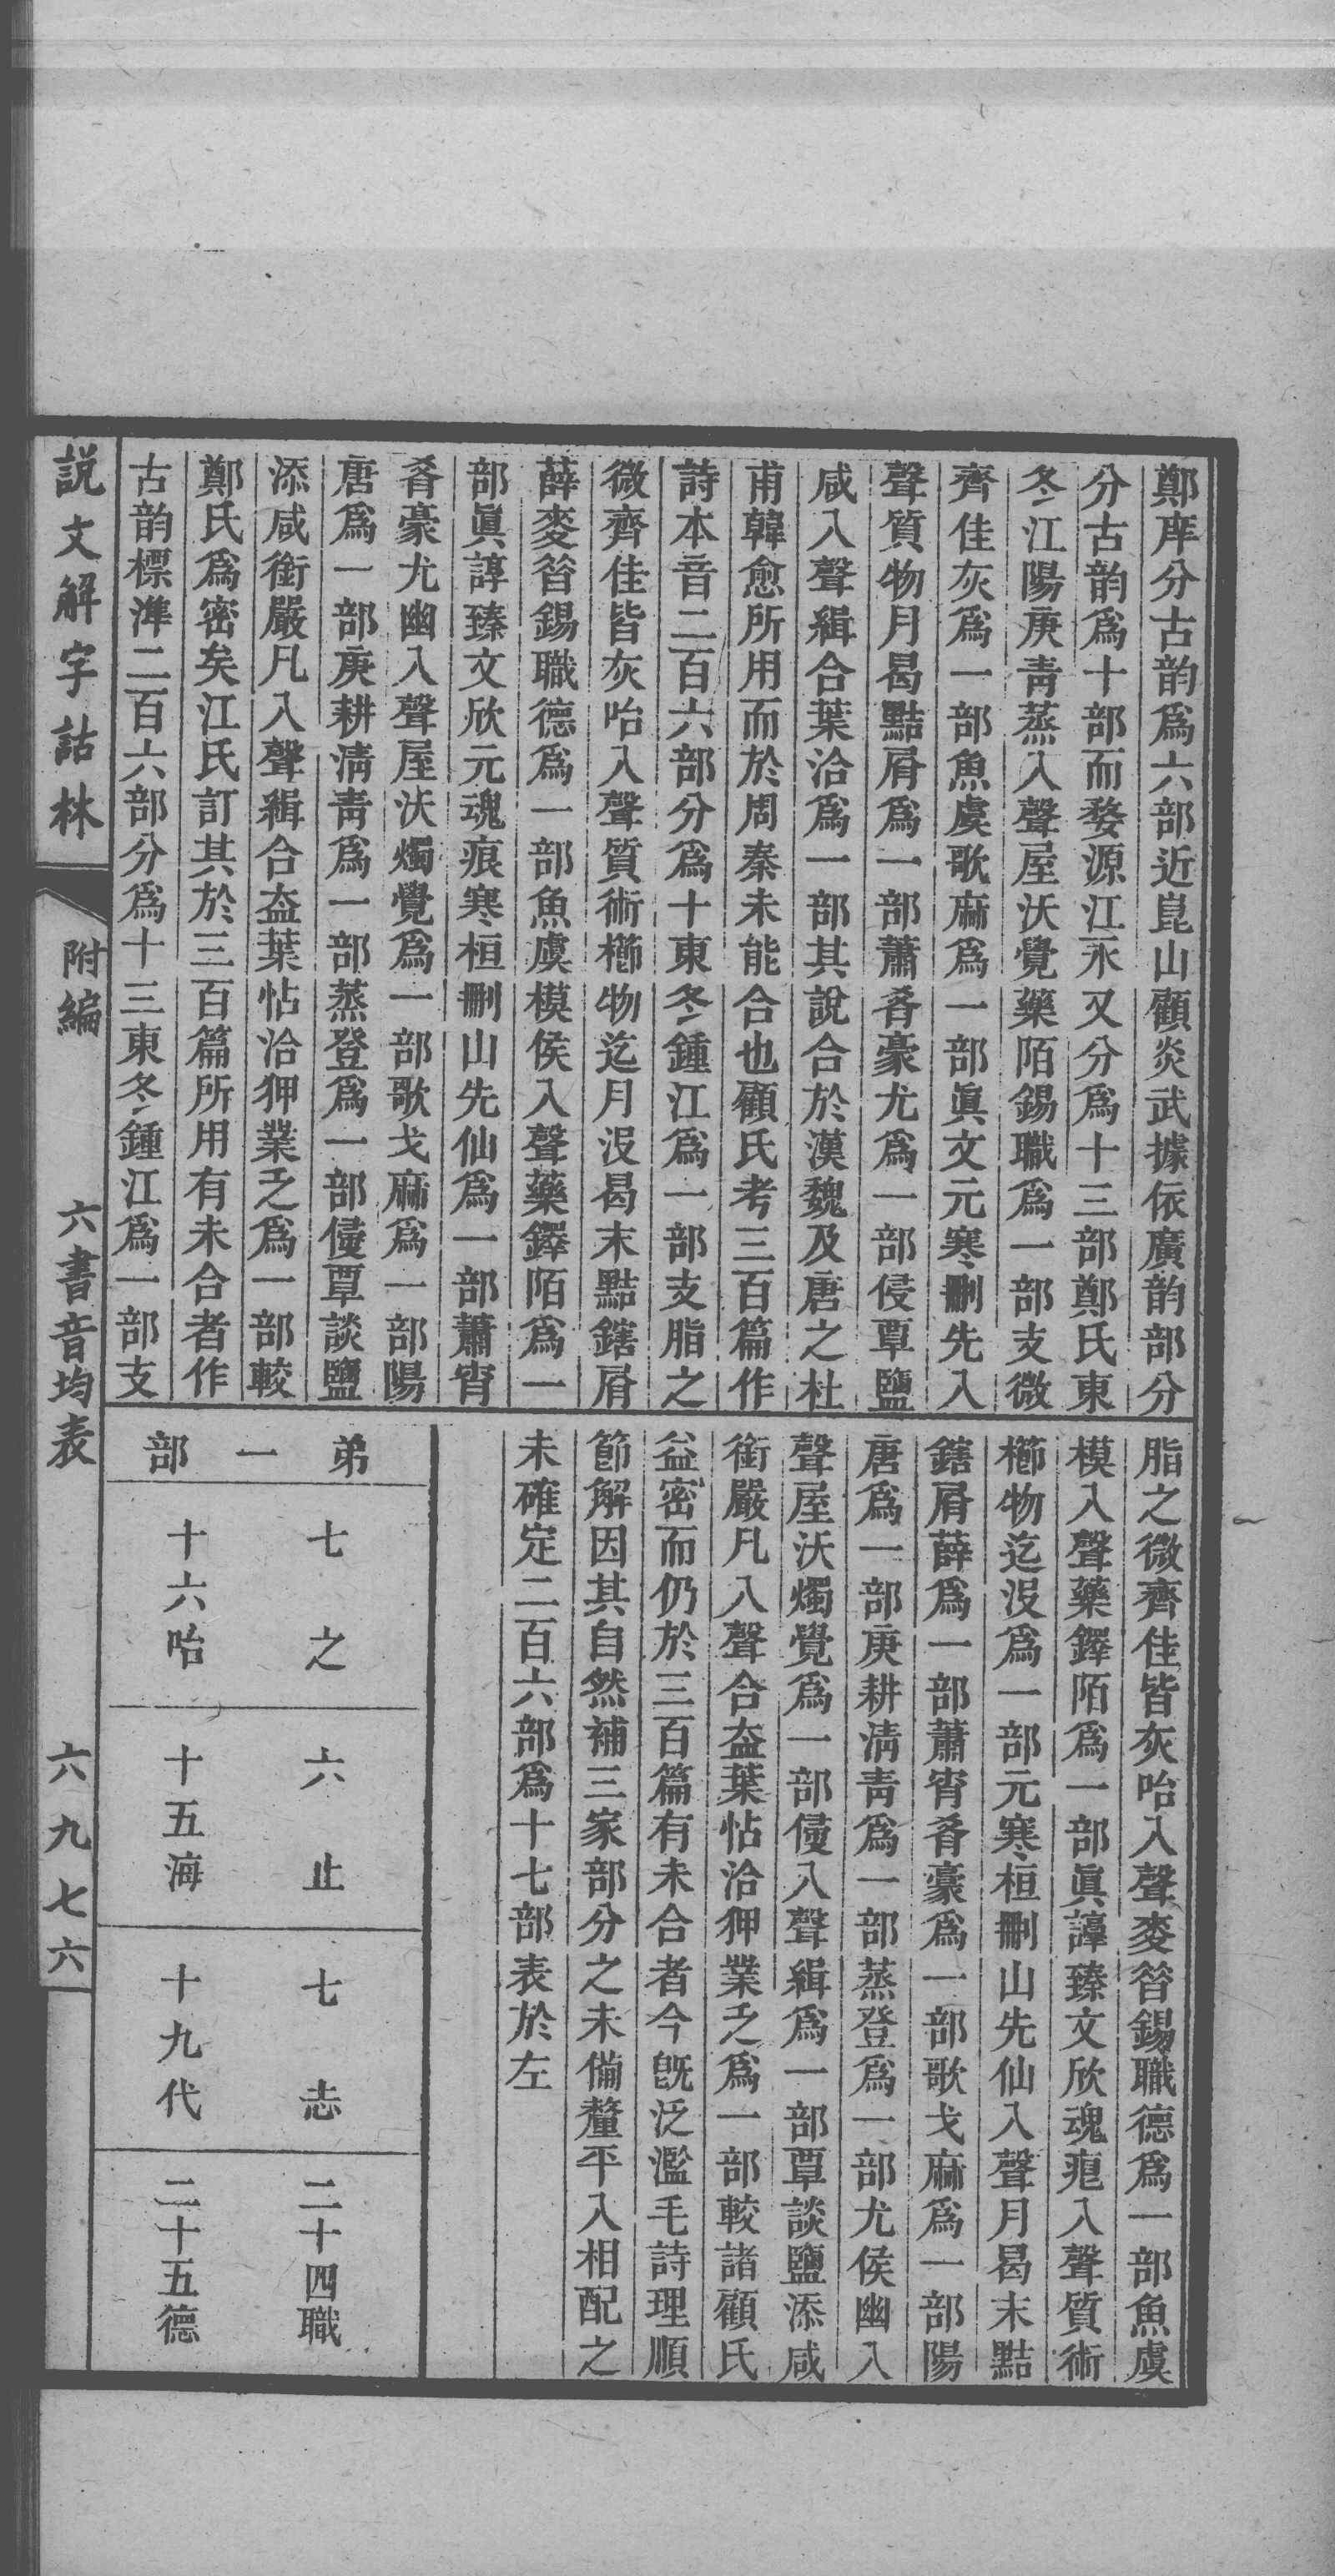 鄭庠分古韵爲六部近崑山顧炎武據依廣韵部分
分古韵爲十部而婺源江永又分爲十三部鄭氏東
冬江陽庚青蒸入聲屋沃覺藥陌錫職爲一部支微
齊佳灰爲一部魚虞歌麻爲一部眞文元寒刪先入
聲質物月曷黠屑爲一部蕭肴豪尤爲一部侵覃鹽
咸入聲緝合葉洽爲一部其說合於漢魏及唐之杜
甫韓愈所用而於周秦未能合也顧氏考三百篇作
詩本音二百六部分爲十東冬鍾江爲一部支脂之
微齊佳皆灰咍入聲質術櫛物迄月没曷末黠鎋屑
薛麥昝錫職德爲一部魚虞模侯入聲藥鐸陌爲一
部眞諄臻文欣元魂痕寒桓刪山先仙爲一部蕭宵
肴豪尤幽入聲屋沃燭覺爲一部歌戈麻爲一部陽
唐爲一部庚耕淸靑爲一部蒸登爲一部侵覃談鹽
添咸銜嚴凡入聲緝合盍葉怗洽狎業乏爲一部較
鄭氏爲密矣江氏訂其於三百篇所用有未合者作
古韵標準二百六部分爲十三東冬鍾江爲一部支
脂之微齊佳皆灰咍入聲麥昝錫職德爲一部魚虞
模入聲藥鐸陌爲一部眞諄臻文欣魂痕入聲質術
櫛物迄没爲一部元寒桓刪山先仙入聲月曷末黠
鎋屑薛爲一部蕭宵肴豪爲一部歌戈麻爲一部陽
唐爲一部庚耕淸靑爲一部蒸登爲一部尤侯幽入
聲屋沃燭覺爲一部侵入聲緝爲一部覃談鹽添咸
銜嚴凡入聲合盍葉怗洽狎業乏爲一部較諸顧氏
益密而仍於三百篇有未合者今旣泛濫毛詩理順
節解因其自然補三家部分之未備釐平入相配之
未確定二百六部爲十七部表於左
弟一部
七之
十六咍
六止
十五海
七志
十九代
二十四職
二十五德
說文解字詁林
附編
六書音均表
六九七六